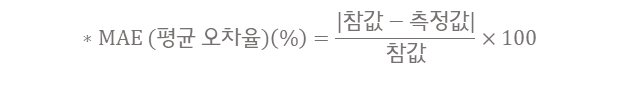 * MAE (평균 오차율)(%) = |참값 − 측정값| / 참값 × 100